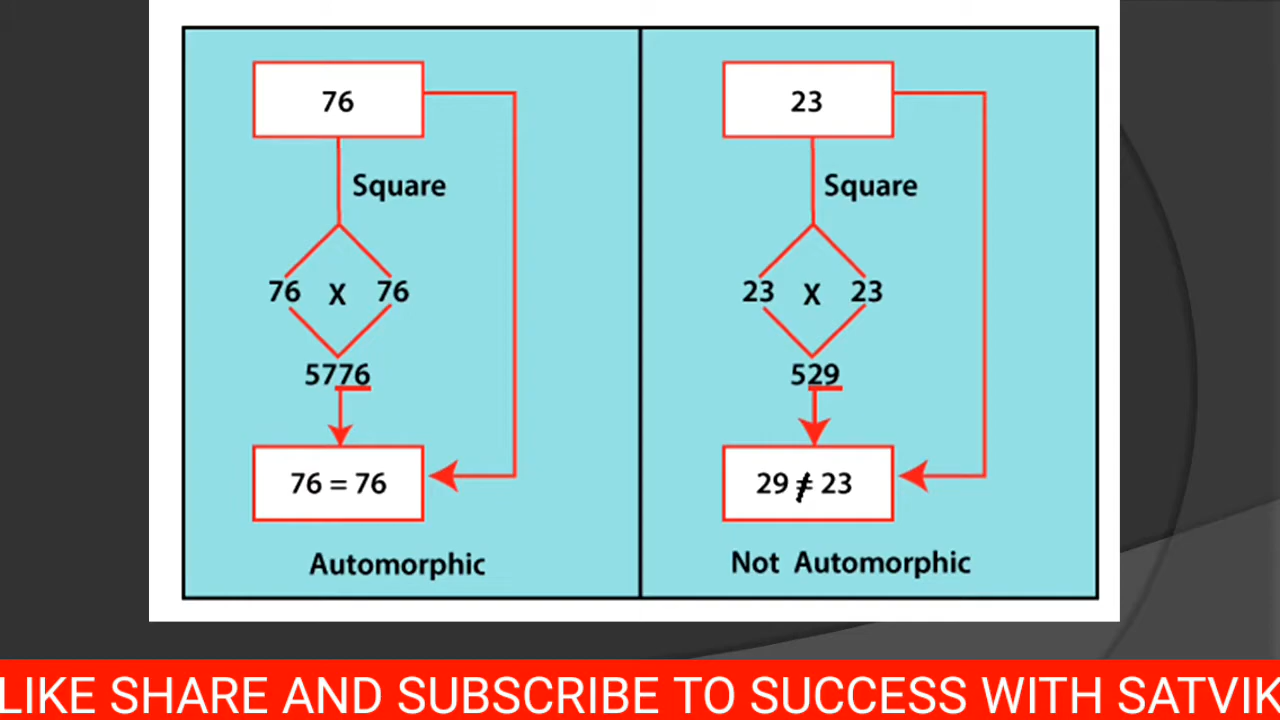 76
Square
76 X 76
5776
76 = 76
Automorphic
23
Square
23 X 23
529
29 ≠ 23
Not Automorphic
LIKE SHARE AND SUBSCRIBE TO SUCCESS WITH SATVIK